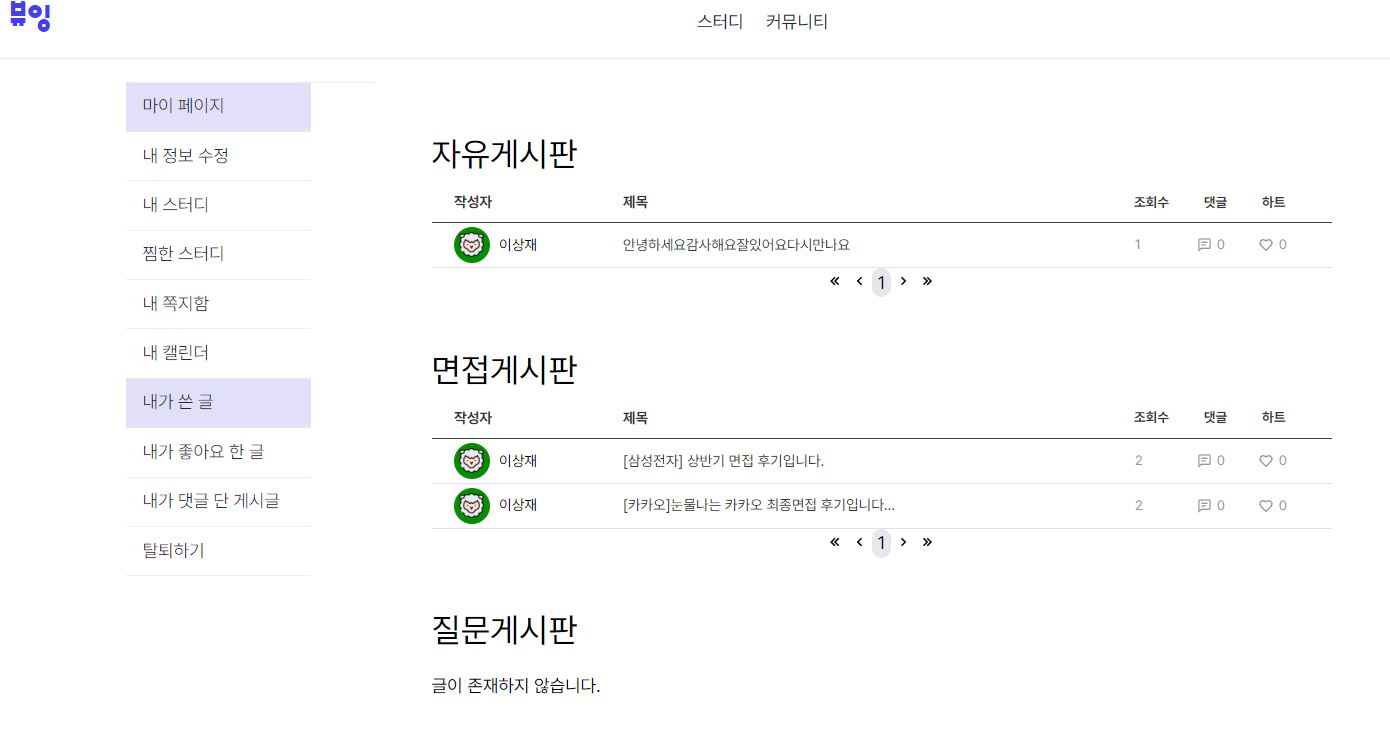 뷰잉
스터디 커뮤니티
마이 페이지
내 정보 수정
내 스터디
찜한 스터디
내 쪽지함
내 캘린더
내가 쓴 글
내가 좋아요 한 글
내가 댓글 단 게시글
탈퇴하기
자유게시판
작성자 제목 조회수 댓글 하트
이상재 안녕하세요감사해요잘있어요다시만나요 1 0 0
« ‹ 1 › »
면접게시판
작성자 제목 조회수 댓글 하트
이상재 [삼성전자] 상반기 면접 후기입니다. 2 0 0
이상재 [카카오]눈물나는 카카오 최종면접 후기입니다... 2 0 0
« ‹ 1 › »
질문게시판
글이 존재하지 않습니다.